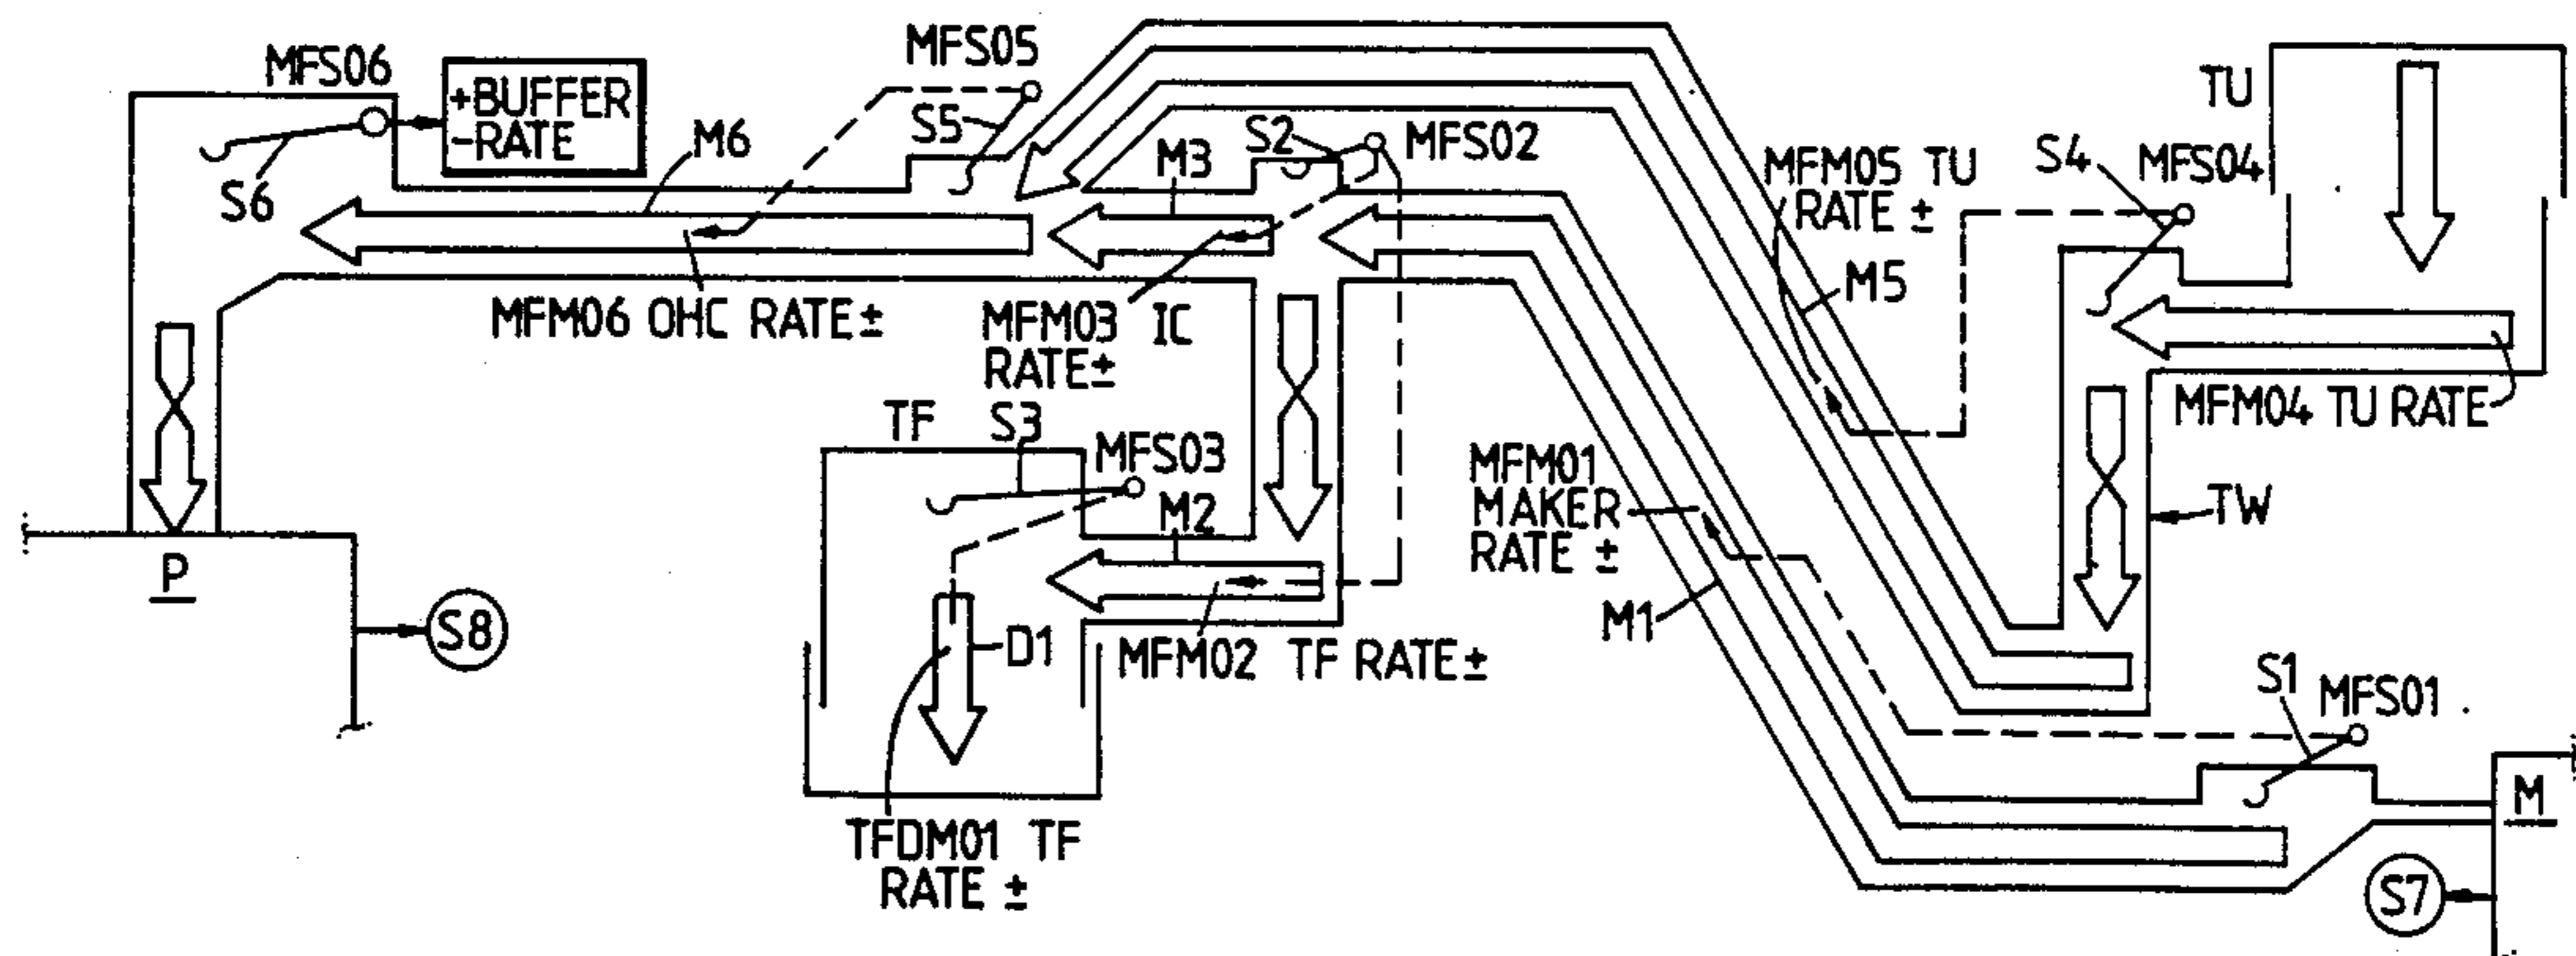 MFS05
MFS06
+BUFFER
-RATE
TU
S5
S2
MFS02
M6
M3
S4
MFS04
MFM05 TU
RATE ±
S6
M5
MFM06 OHC RATE ±
MFM03 IC
RATE±
MFM04 TU RATE
TF
S3
MFS03
M2
MFM01
MAKER
RATE ±
TW
P
S8
D1
MFM02 TF RATE±
M1
S1
MFS01
M
TFDM01 TF
RATE ±
S7